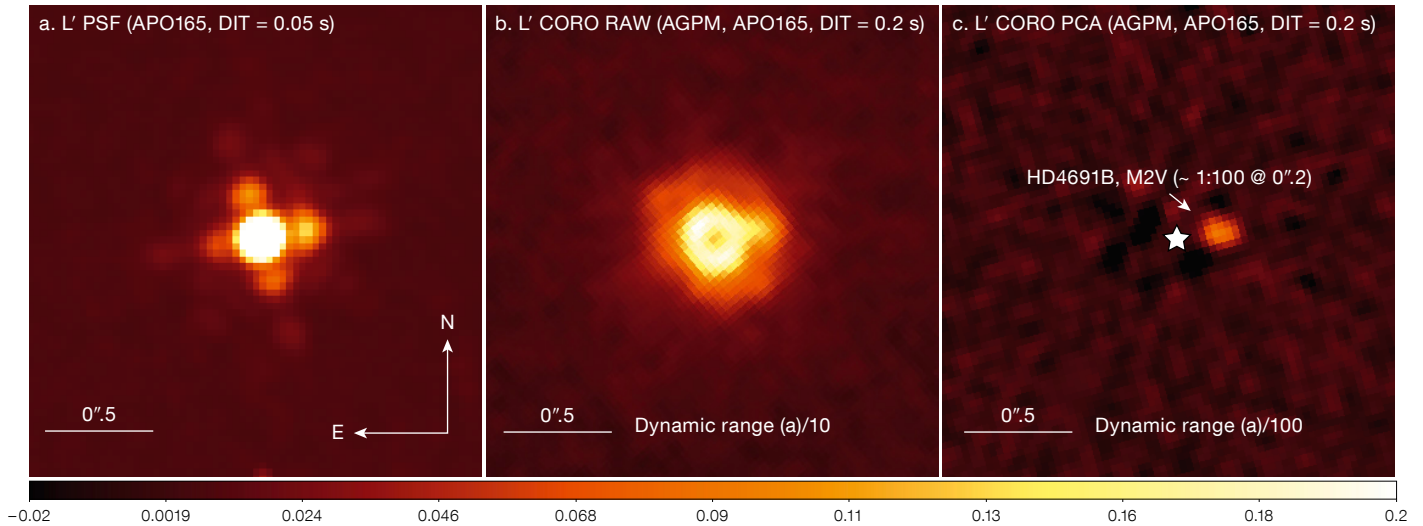 a. L′ PSF (APO165, DIT = 0.05 s)
N
E
0″.5
b. L′ CORO RAW (AGPM, APO165, DIT = 0.2 s)
0″.5
Dynamic range (a)/10
c. L′ CORO PCA (AGPM, APO165, DIT = 0.2 s)
HD4691B, M2V (~ 1:100 @ 0″.2)
0″.5
Dynamic range (a)/100
−0.02 0.0019 0.024 0.046 0.068 0.09 0.11 0.13 0.16 0.18 0.2